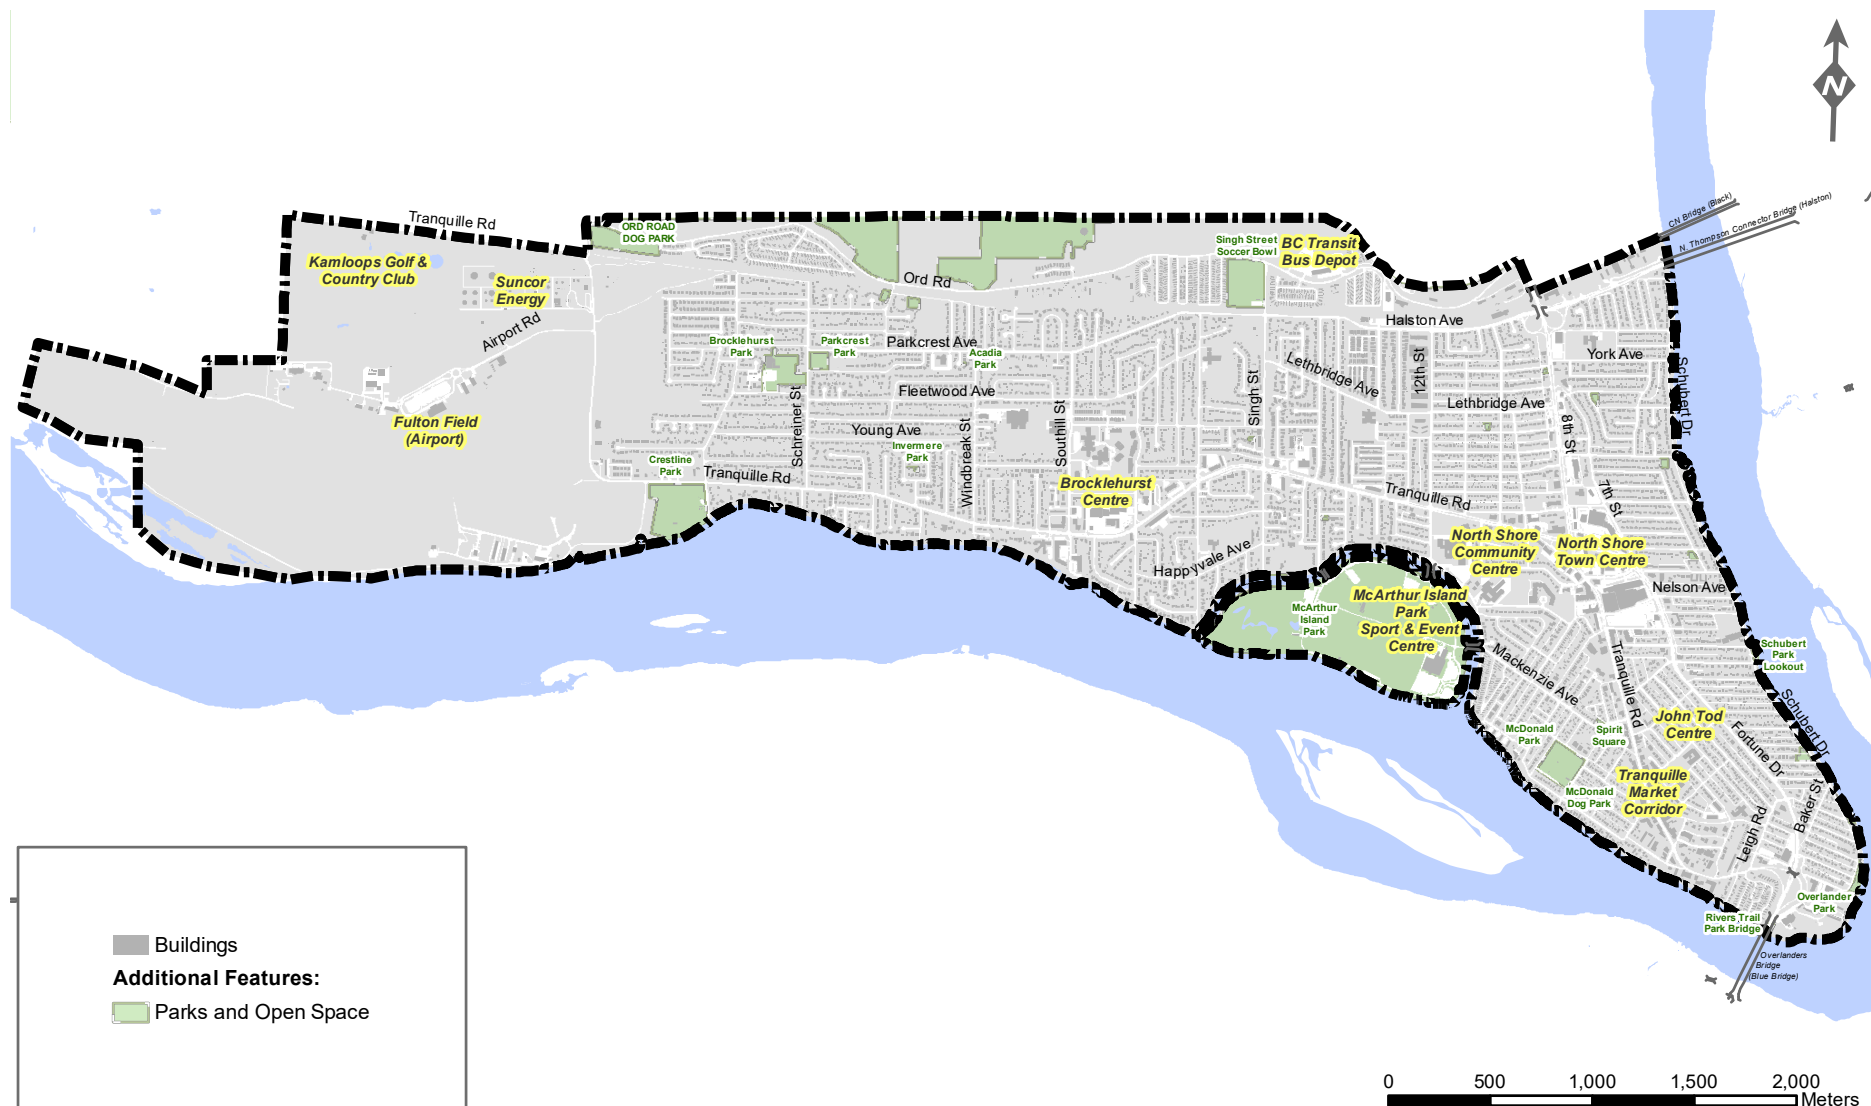 N
CN Bridge (Black)
N. Thompson Connector Bridge (Halston)
Tranquille Rd
ORD ROAD
DOG PARK
Singh Street
Soccer Bowl
BC Transit
Bus Depot
Kamloops Golf &
Country Club
Suncor
Energy
Ord Rd
Airport Rd
Halston Ave
Brocklehurst
Park
Parkcrest
Park
Parkcrest Ave
Acadia
Park
York Ave
Lethbridge Ave
12th St
Schubert Dr
Fleetwood Ave
Schreiner St
Singh St
Lethbridge Ave
Fulton Field
(Airport)
Young Ave
Invermere
Park
Windbreak St
Southill St
8th St
Crestline
Park
Tranquille Rd
Brocklehurst
Centre
Tranquille Rd
7th St
North Shore
Community
Centre
North Shore
Town Centre
Happyvale Ave
Nelson Ave
McArthur Island
Park
Sport & Event
Centre
McArthur
Island
Park
Schubert
Park
Lookout
Mackenzie Ave
Tranquille Rd
Schubert Dr
John Tod
Centre
McDonald
Park
Spirit
Square
Fortune Dr
Tranquille
Market
Corridor
McDonald
Dog Park
Baker St
Leigh Rd
Overlander
Park
Rivers Trail
Park Bridge
Overlanders
Bridge
(Blue Bridge)
Buildings
Additional Features:
Parks and Open Space
0 500 1,000 1,500 2,000
Meters